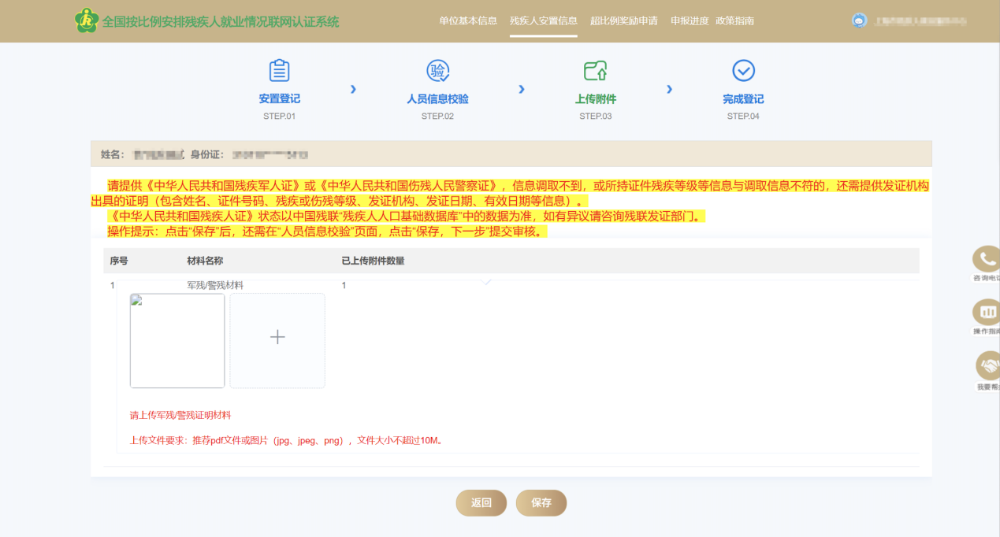 全国按比例安排残疾人就业情况联网认证系统
单位基本信息 残疾人安置信息 超比例奖励申请 申报进度 政策指南
验
安置登记 人员信息校验 上传附件 完成登记
STEP.01 STEP.02 STEP.03 STEP.04
姓名： 身份证：
请提供《中华人民共和国残疾军人证》或《中华人民共和国伤残人民警察证》，信息调取不到，或所持证件残疾等级等信息与调取信息不符的，还需提供发证机构
出具的证明（包含姓名、证件号码、残疾或伤残等级、发证机构、发证日期、有效日期等信息）。
《中华人民共和国残疾人证》状态以中国残联“残疾人人口基础数据库”中的数据为准，如有异议请咨询残联发证部门。
操作提示：点击“保存”后，还需在“人员信息校验”页面，点击“保存，下一步”提交审核。
序号 材料名称 已上传附件数量
1 军残/警残材料 1
请上传军残/警残证明材料
上传文件要求：推荐pdf文件或图片（jpg、jpeg、png），文件大小不超过10M。
返回 保存
咨询电话
操作指南
我要帮